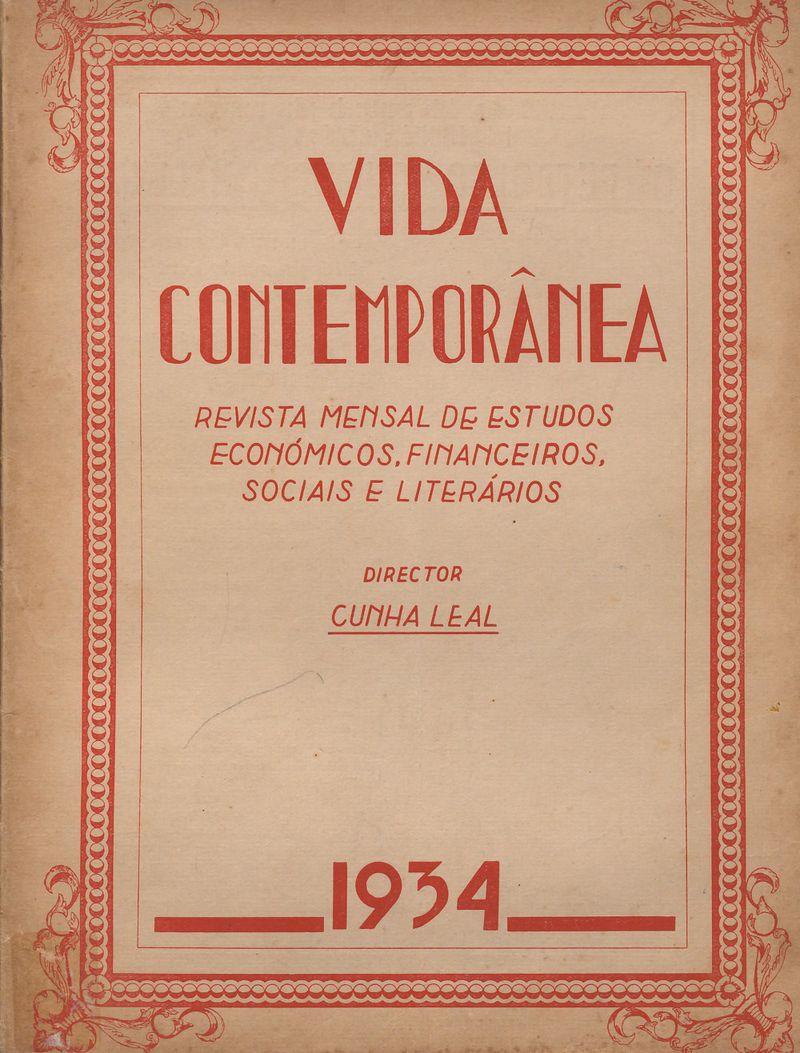 VIDA
CONTEMPORÂNEA
REVISTA MENSAL DE ESTUDOS
ECONÓMICOS, FINANCEIROS,
SOCIAIS E LITERÁRIOS
DIRECTOR
CUNHA LEAL
1934